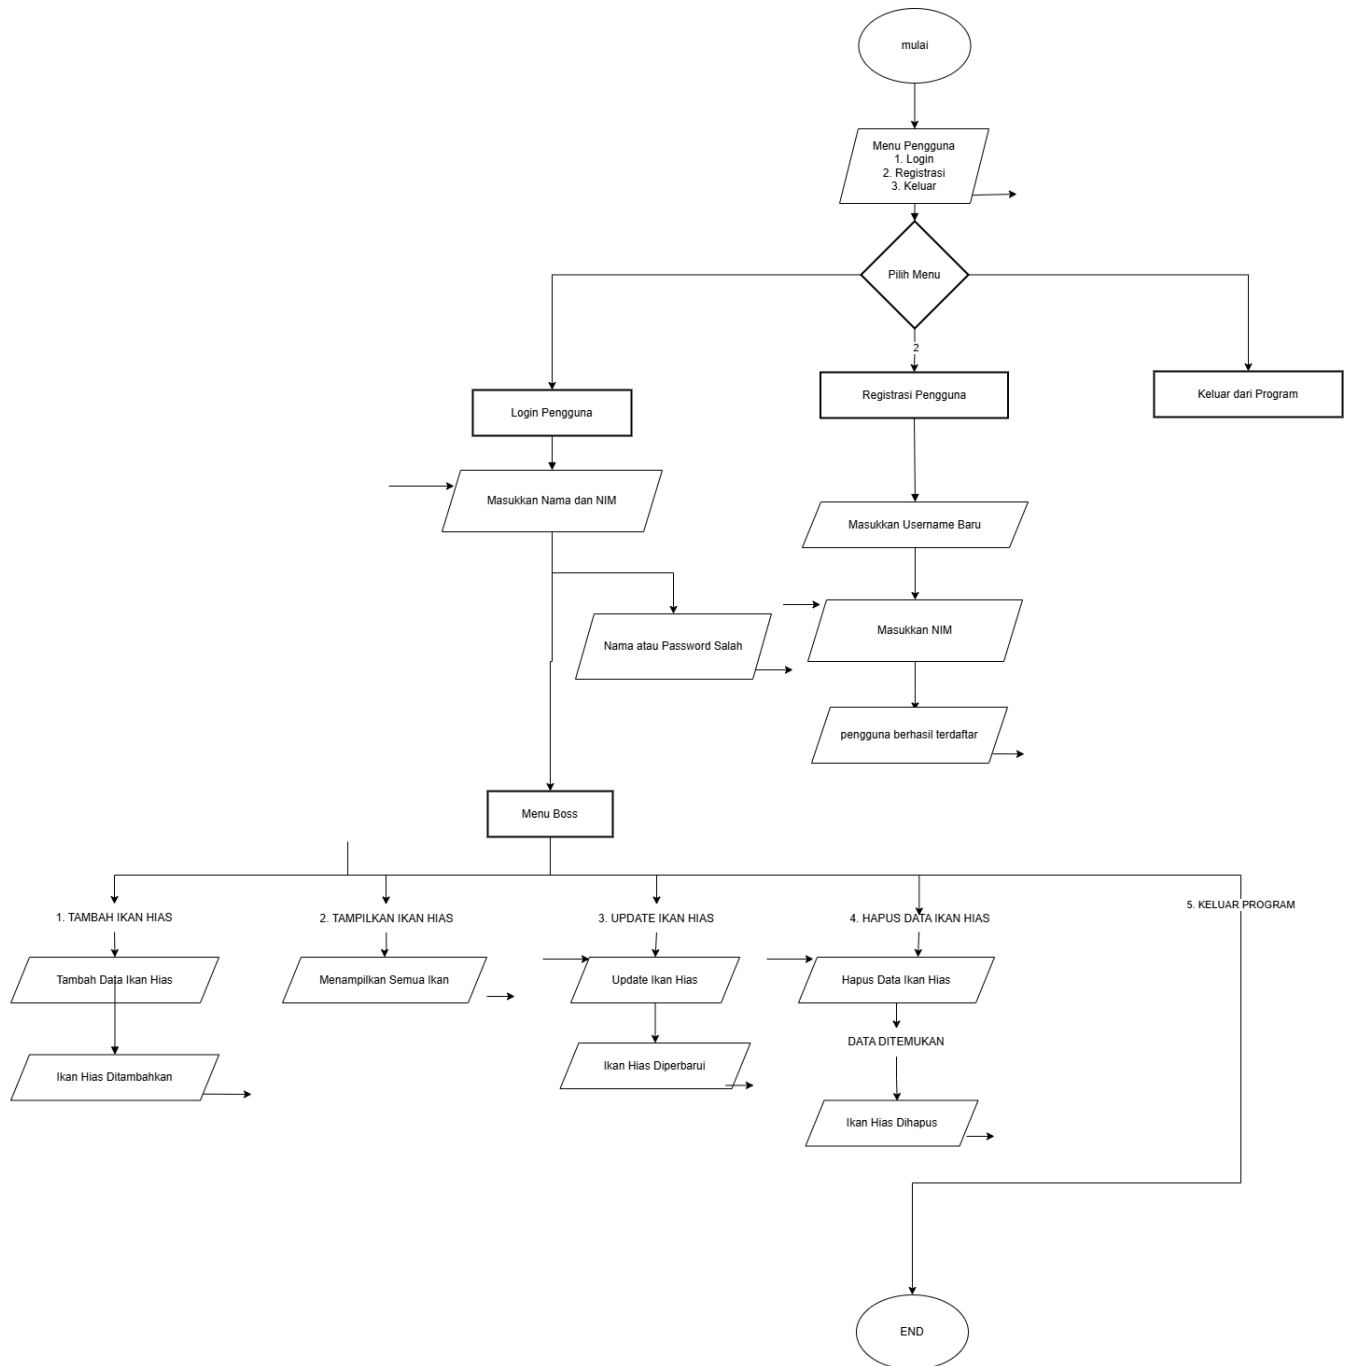 mulai
Menu Pengguna
1. Login
2. Registrasi
3. Keluar
Pilih Menu
2
Login Pengguna
Registrasi Pengguna
Keluar dari Program
Masukkan Nama dan NIM
Masukkan Username Baru
Nama atau Password Salah
Masukkan NIM
pengguna berhasil terdaftar
Menu Boss
1. TAMBAH IKAN HIAS
2. TAMPILKAN IKAN HIAS
3. UPDATE IKAN HIAS
4. HAPUS DATA IKAN HIAS
5. KELUAR PROGRAM
Tambah Data Ikan Hias
Menampilkan Semua Ikan
Update Ikan Hias
Hapus Data Ikan Hias
DATA DITEMUKAN
Ikan Hias Ditambahkan
Ikan Hias Diperbarui
Ikan Hias Dihapus
END